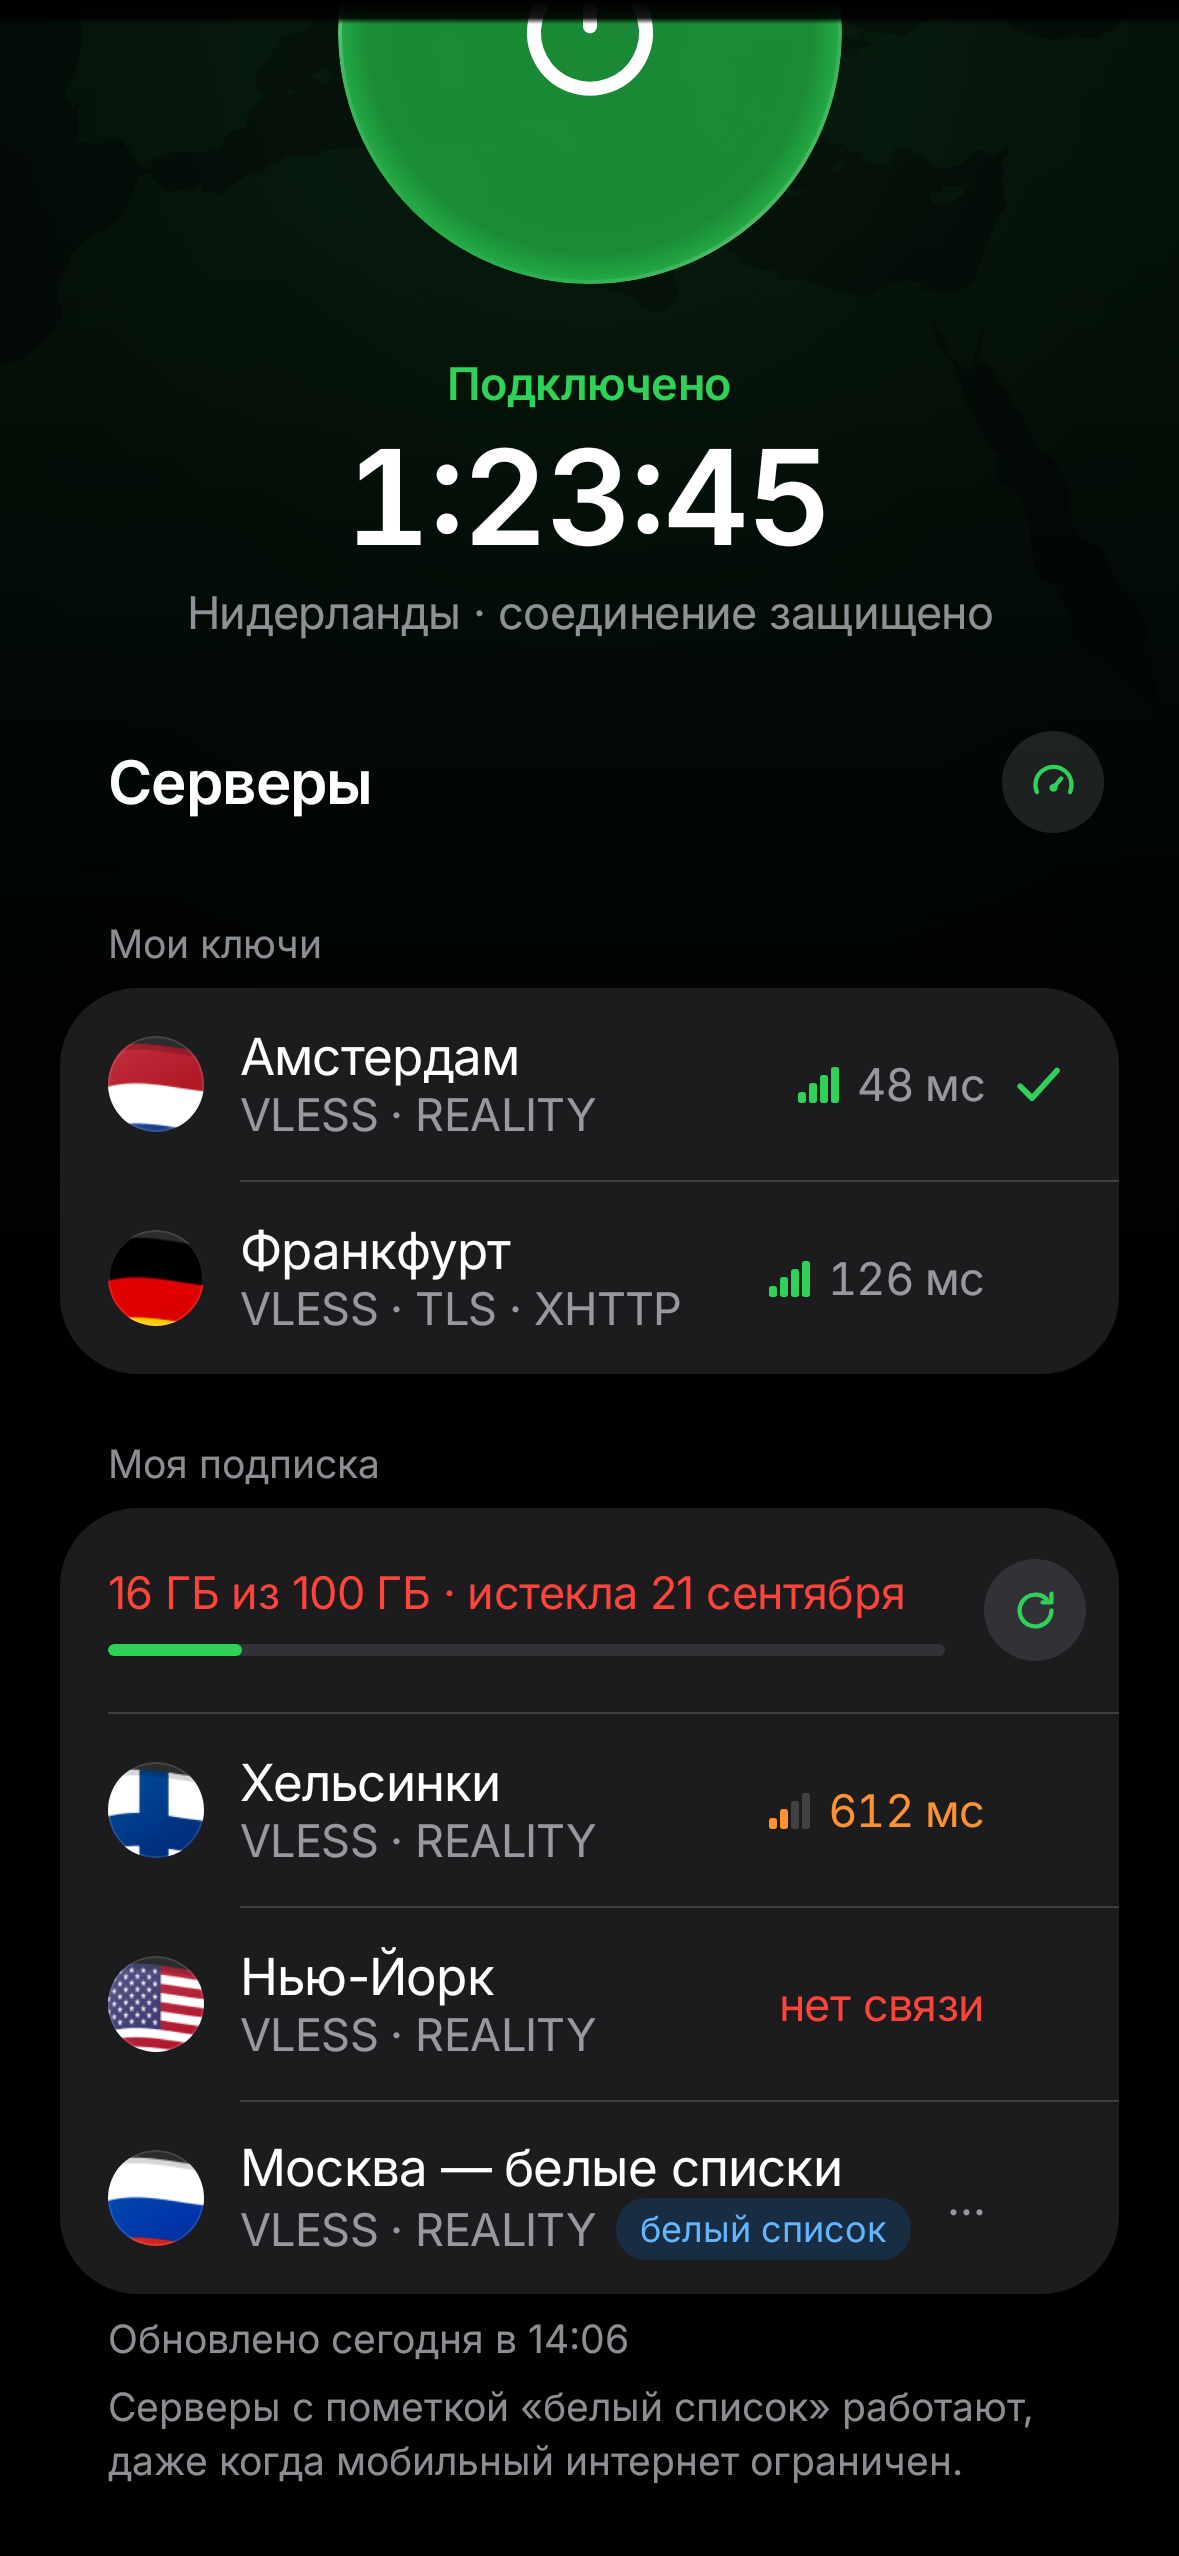 Подключено
1:23:45
Нидерланды · соединение защищено
Серверы
Мои ключи
Амстердам
VLESS · REALITY
48 мс
Франкфурт
VLESS · TLS · XHTTP
126 мс
Моя подписка
16 ГБ из 100 ГБ · истекла 21 сентября
Хельсинки
VLESS · REALITY
612 мс
Нью-Йорк
VLESS · REALITY
нет связи
Москва — белые списки
VLESS · REALITY белый список
...
Обновлено сегодня в 14:06
Серверы с пометкой «белый список» работают,
даже когда мобильный интернет ограничен.